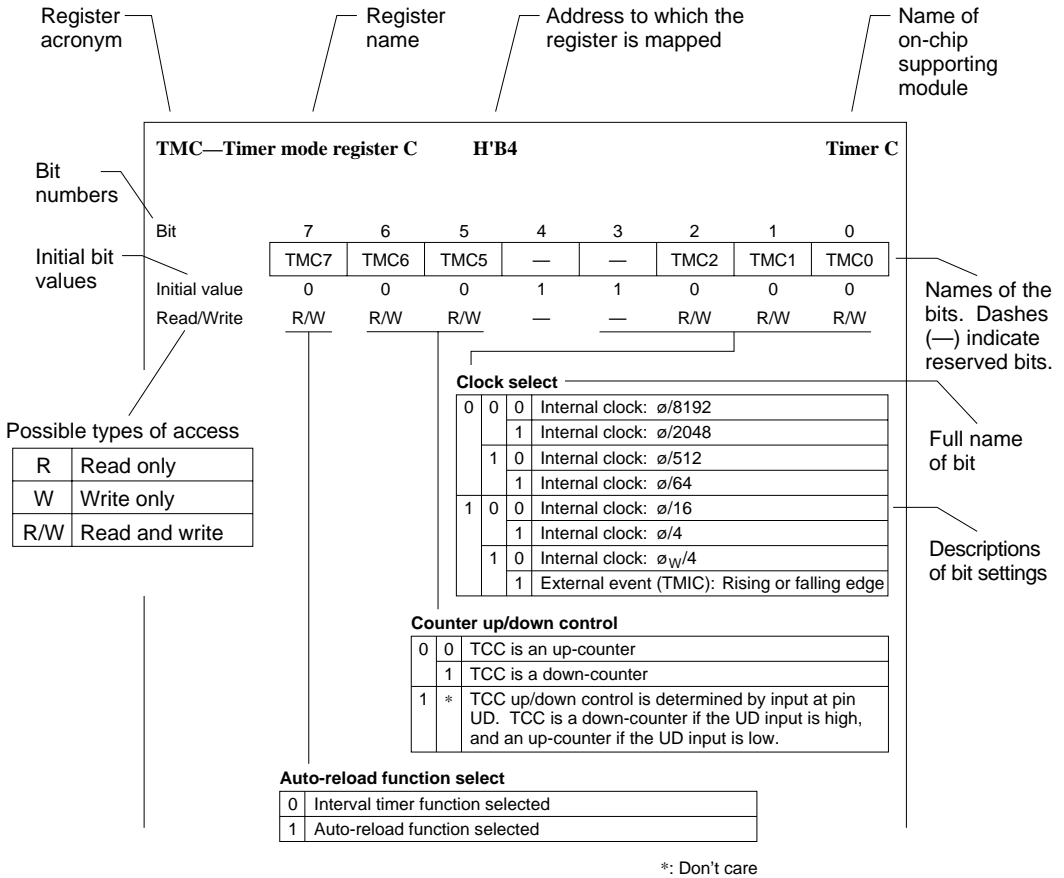 Register
acronym
Register
name
Address to which the
register is mapped
Name of
on-chip
supporting
module
TMC—Timer mode register C H'B4 Timer C
Bit
numbers
Bit 7 6 5 4 3 2 1 0
Initial bit
values
TMC7 TMC6 TMC5 — — TMC2 TMC1 TMC0
Initial value 0 0 0 1 1 0 0 0
Read/Write R/W R/W R/W — — R/W R/W R/W
Names of the
bits. Dashes
(—) indicate
reserved bits.
Possible types of access
R Read only
W Write only
R/W Read and write
Clock select
0 0 0 Internal clock: ø/8192
1 Internal clock: ø/2048
1 0 Internal clock: ø/512
1 Internal clock: ø/64
1 0 0 Internal clock: ø/16
1 Internal clock: ø/4
1 0 Internal clock: øW/4
1 External event (TMIC): Rising or falling edge
Full name
of bit
Descriptions
of bit settings
Counter up/down control
0 0 TCC is an up-counter
1 TCC is a down-counter
1 * TCC up/down control is determined by input at pin
UD. TCC is a down-counter if the UD input is high,
and an up-counter if the UD input is low.
Auto-reload function select
0 Interval timer function selected
1 Auto-reload function selected
*: Don't care